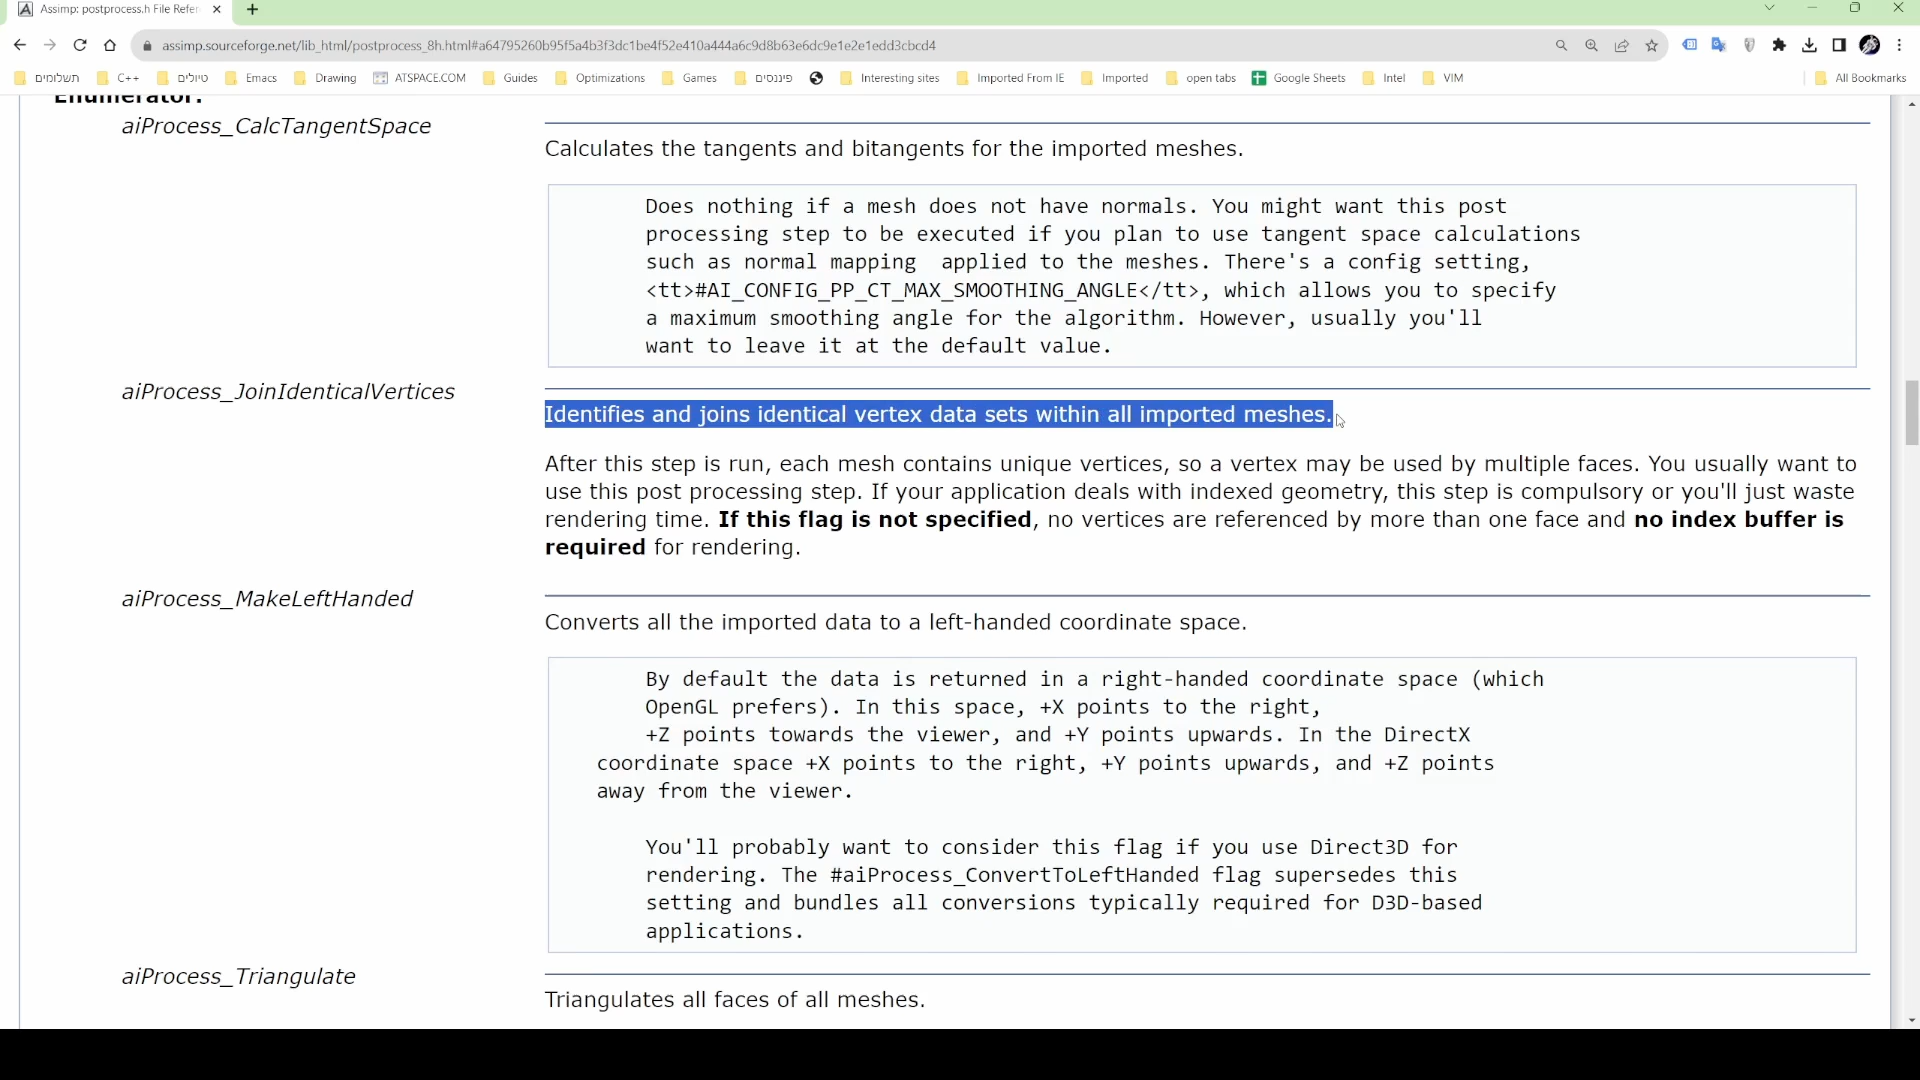 Assimp: postprocess.h File Refer
assimp.sourceforge.net/lib_html/postprocess_8h.html#a64795260b95f5a4b3f3dc1be4f52e410a444a6c9d8b63e6dc9e1e2e1edd3cbcd4
תשלומים C++ טיולים Emacs Drawing ATSPACE.COM Guides Optimizations Games פיננסים Interesting sites Imported From IE Imported open tabs Google Sheets Intel VIM All Bookmarks
Enumerator:
aiProcess_CalcTangentSpace
Calculates the tangents and bitangents for the imported meshes.
Does nothing if a mesh does not have normals. You might want this post
processing step to be executed if you plan to use tangent space calculations
such as normal mapping  applied to the meshes. There's a config setting,
<tt>#AI_CONFIG_PP_CT_MAX_SMOOTHING_ANGLE</tt>, which allows you to specify
a maximum smoothing angle for the algorithm. However, usually you'll
want to leave it at the default value.
aiProcess_JoinIdenticalVertices
Identifies and joins identical vertex data sets within all imported meshes.
After this step is run, each mesh contains unique vertices, so a vertex may be used by multiple faces. You usually want to
use this post processing step. If your application deals with indexed geometry, this step is compulsory or you'll just waste
rendering time. If this flag is not specified, no vertices are referenced by more than one face and no index buffer is
required for rendering.
aiProcess_MakeLeftHanded
Converts all the imported data to a left-handed coordinate space.
By default the data is returned in a right-handed coordinate space (which
OpenGL prefers). In this space, +X points to the right,
+Z points towards the viewer, and +Y points upwards. In the DirectX
coordinate space +X points to the right, +Y points upwards, and +Z points
away from the viewer.
You'll probably want to consider this flag if you use Direct3D for
rendering. The #aiProcess_ConvertToLeftHanded flag supersedes this
setting and bundles all conversions typically required for D3D-based
applications.
aiProcess_Triangulate
Triangulates all faces of all meshes.